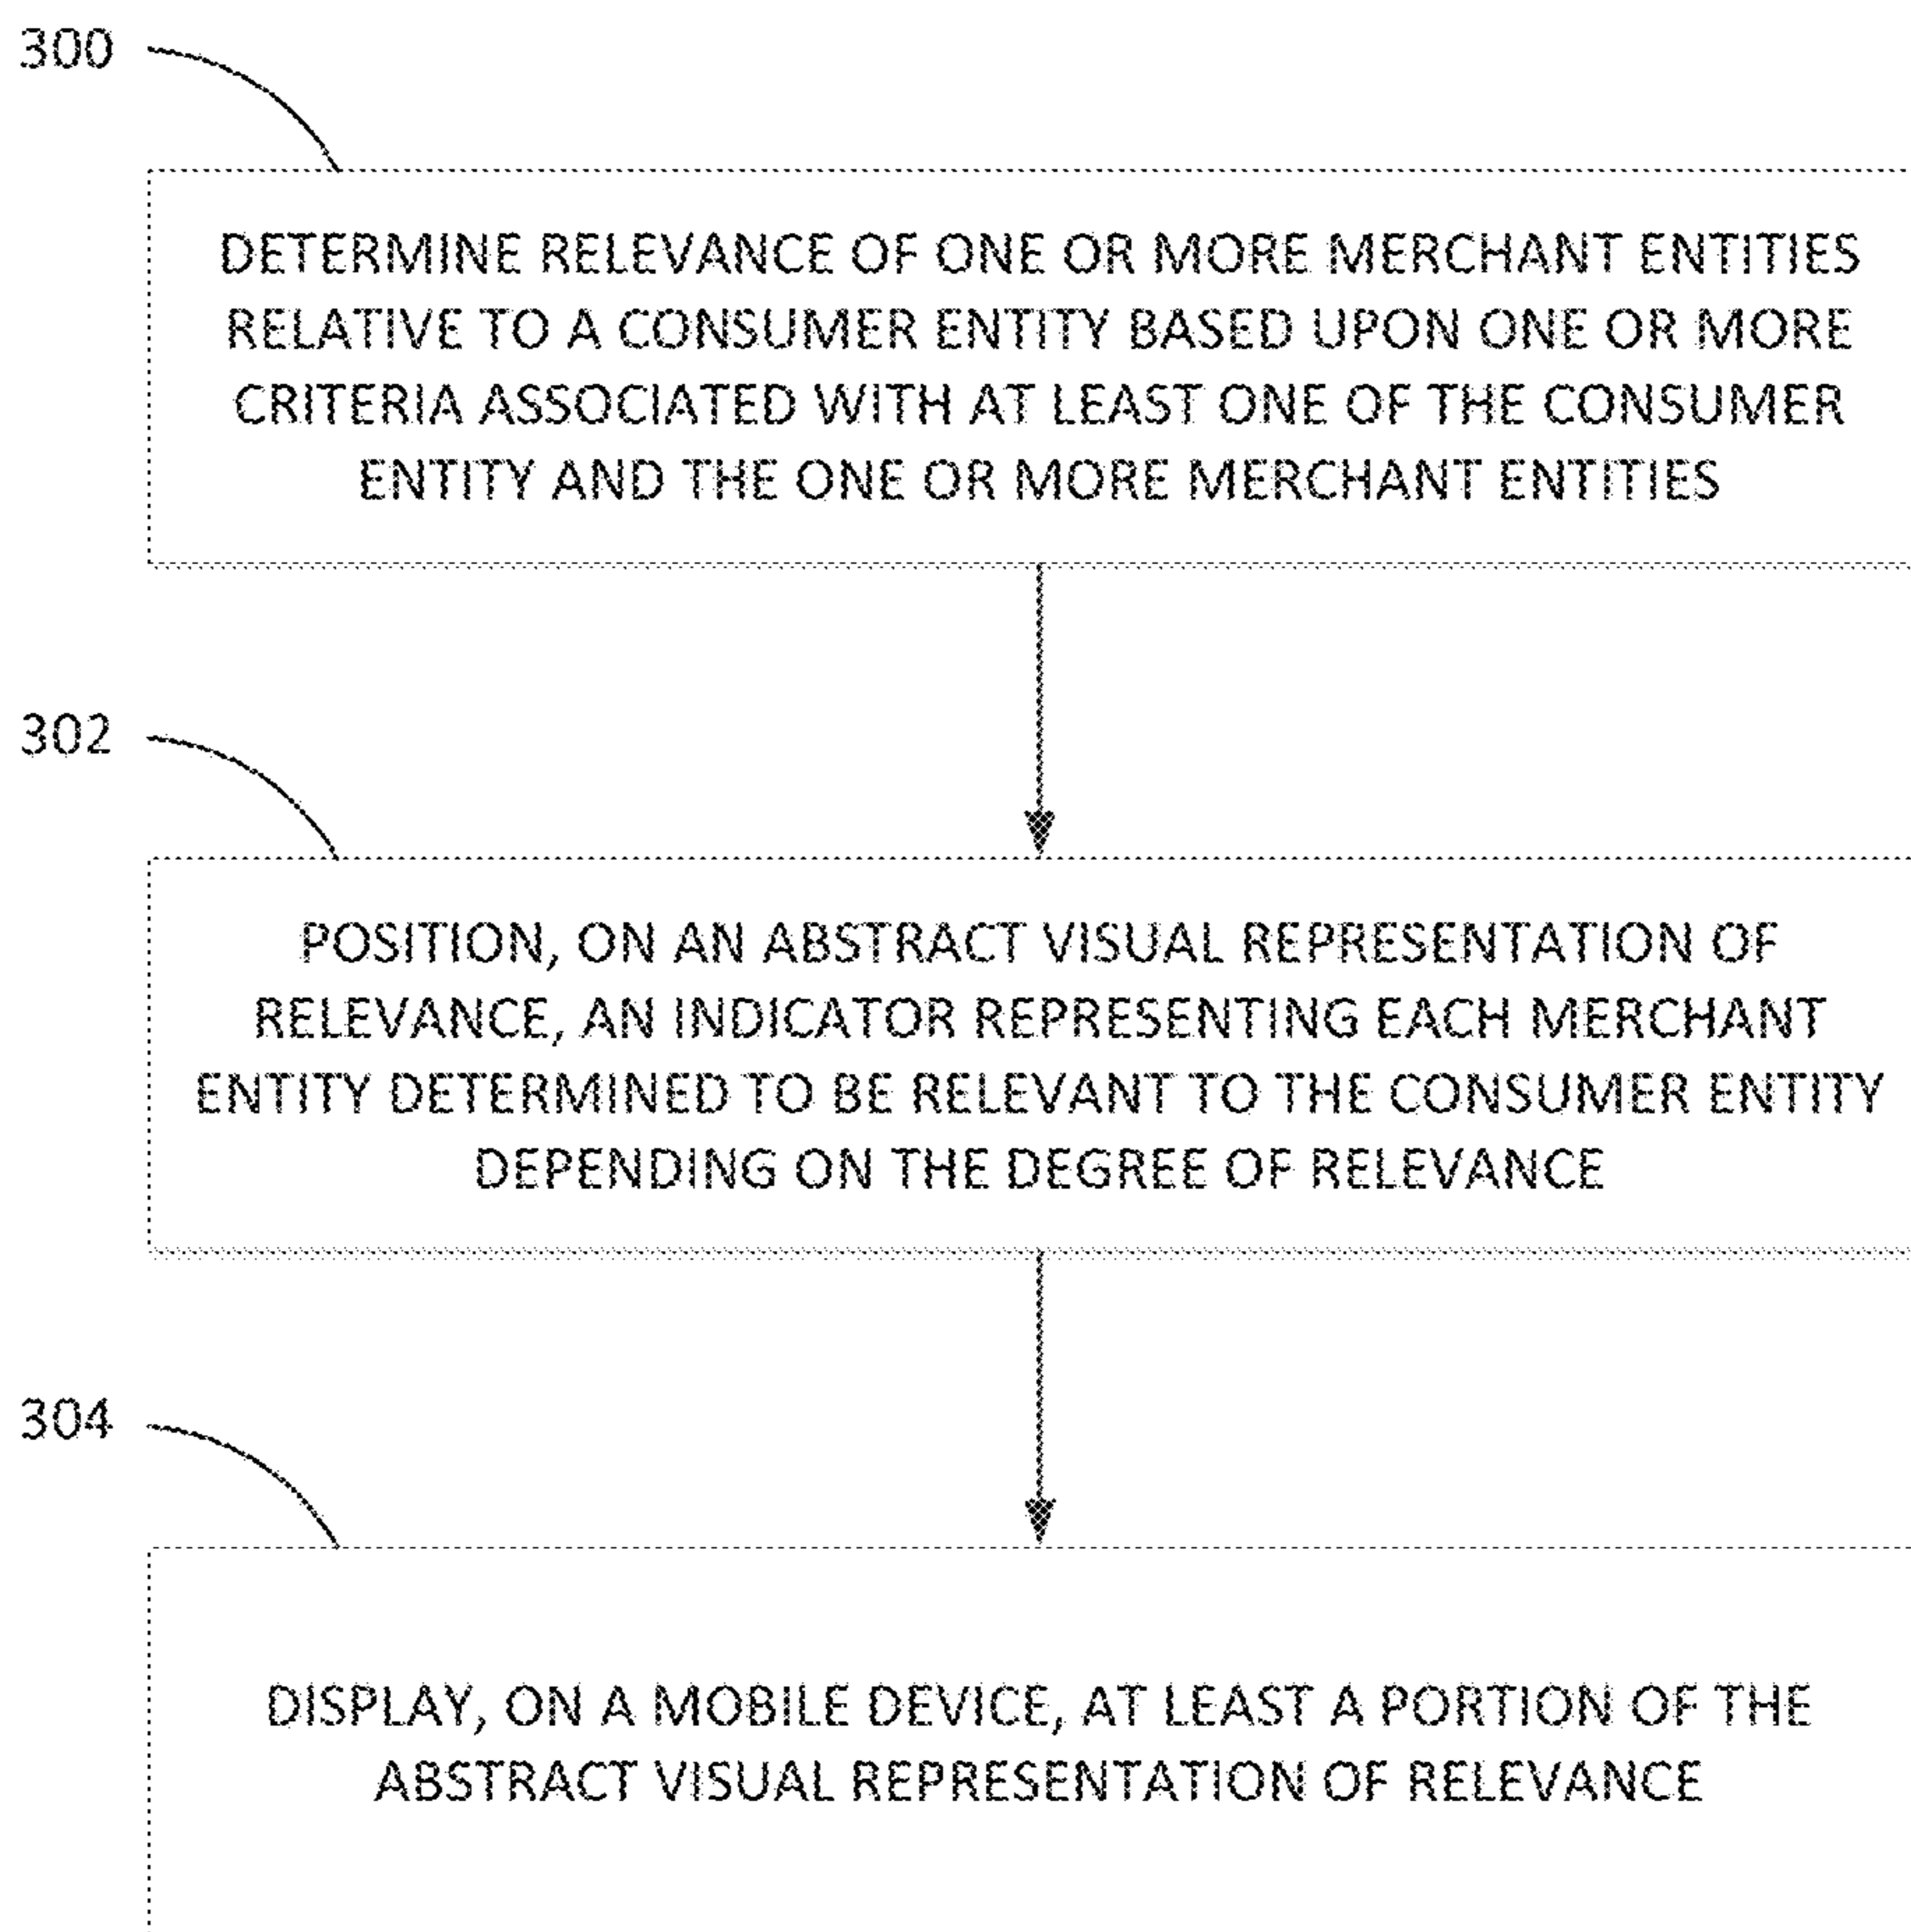 300
DETERMINE RELEVANCE OF ONE OR MORE MERCHANT ENTITIES
RELATIVE TO A CONSUMER ENTITY BASED UPON ONE OR MORE
CRITERIA ASSOCIATED WITH AT LEAST ONE OF THE CONSUMER
ENTITY AND THE ONE OR MORE MERCHANT ENTITIES
302
POSITION, ON AN ABSTRACT VISUAL REPRESENTATION OF
RELEVANCE, AN INDICATOR REPRESENTING EACH MERCHANT
ENTITY DETERMINED TO BE RELEVANT TO THE CONSUMER ENTITY
DEPENDING ON THE DEGREE OF RELEVANCE
304
DISPLAY, ON A MOBILE DEVICE, AT LEAST A PORTION OF THE
ABSTRACT VISUAL REPRESENTATION OF RELEVANCE